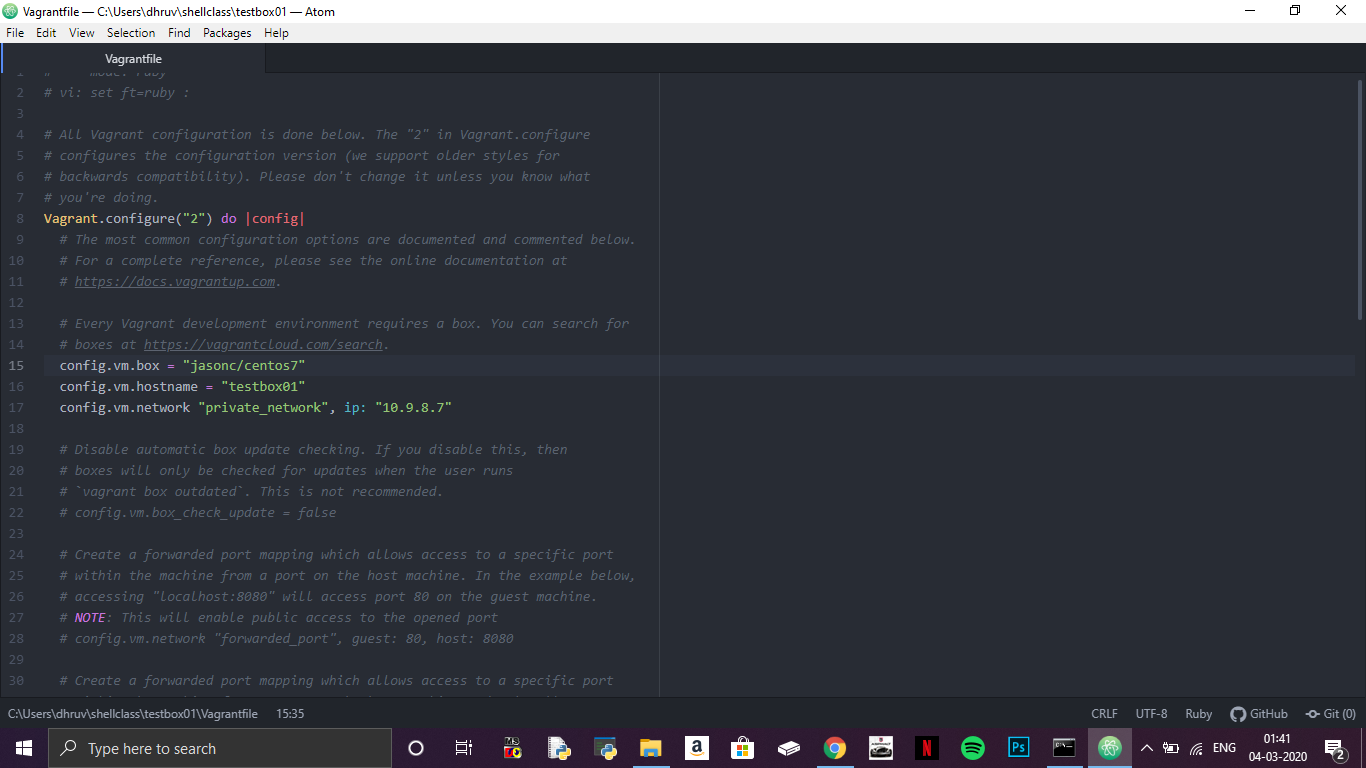 Vagrantfile — C:\Users\dhruv\shellclass\testbox01 — Atom
File Edit View Selection Find Packages Help
Vagrantfile
2 # vi: set ft=ruby :
3
4 # All Vagrant configuration is done below. The "2" in Vagrant.configure
5 # configures the configuration version (we support older styles for
6 # backwards compatibility). Please don't change it unless you know what
7 # you're doing.
8 Vagrant.configure("2") do |config|
9 # The most common configuration options are documented and commented below.
10 # For a complete reference, please see the online documentation at
11 # https://docs.vagrantup.com.
12
13 # Every Vagrant development environment requires a box. You can search for
14 # boxes at https://vagrantcloud.com/search.
15 config.vm.box = "jasonc/centos7"
16 config.vm.hostname = "testbox01"
17 config.vm.network "private_network", ip: "10.9.8.7"
18
19 # Disable automatic box update checking. If you disable this, then
20 # boxes will only be checked for updates when the user runs
21 # `vagrant box outdated`. This is not recommended.
22 # config.vm.box_check_update = false
23
24 # Create a forwarded port mapping which allows access to a specific port
25 # within the machine from a port on the host machine. In the example below,
26 # accessing "localhost:8080" will access port 80 on the guest machine.
27 # NOTE: This will enable public access to the opened port
28 # config.vm.network "forwarded_port", guest: 80, host: 8080
29
30 # Create a forwarded port mapping which allows access to a specific port
C:\Users\dhruv\shellclass\testbox01\Vagrantfile 15:35 CRLF UTF-8 Ruby GitHub Git (0)
Type here to search
a
N
Ps
ENG
01:41
04-03-2020
2